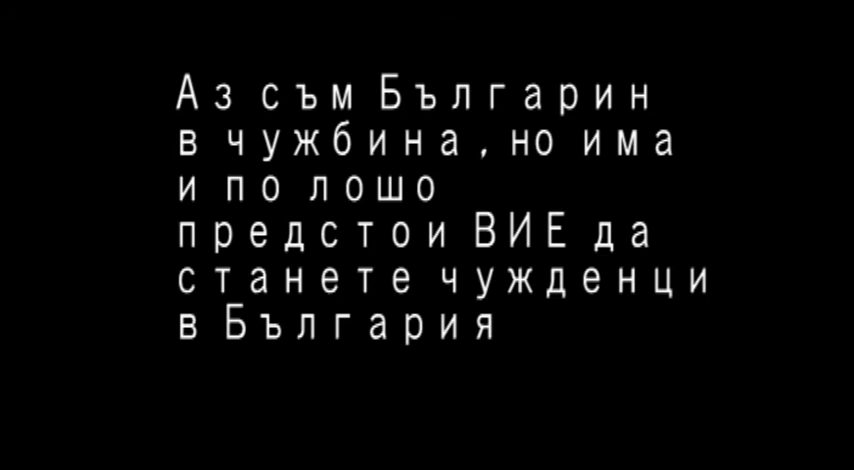 Аз съм Българин
в чужбина, но има
и по лошо
предстои ВИЕ да
станете чужденци
в България